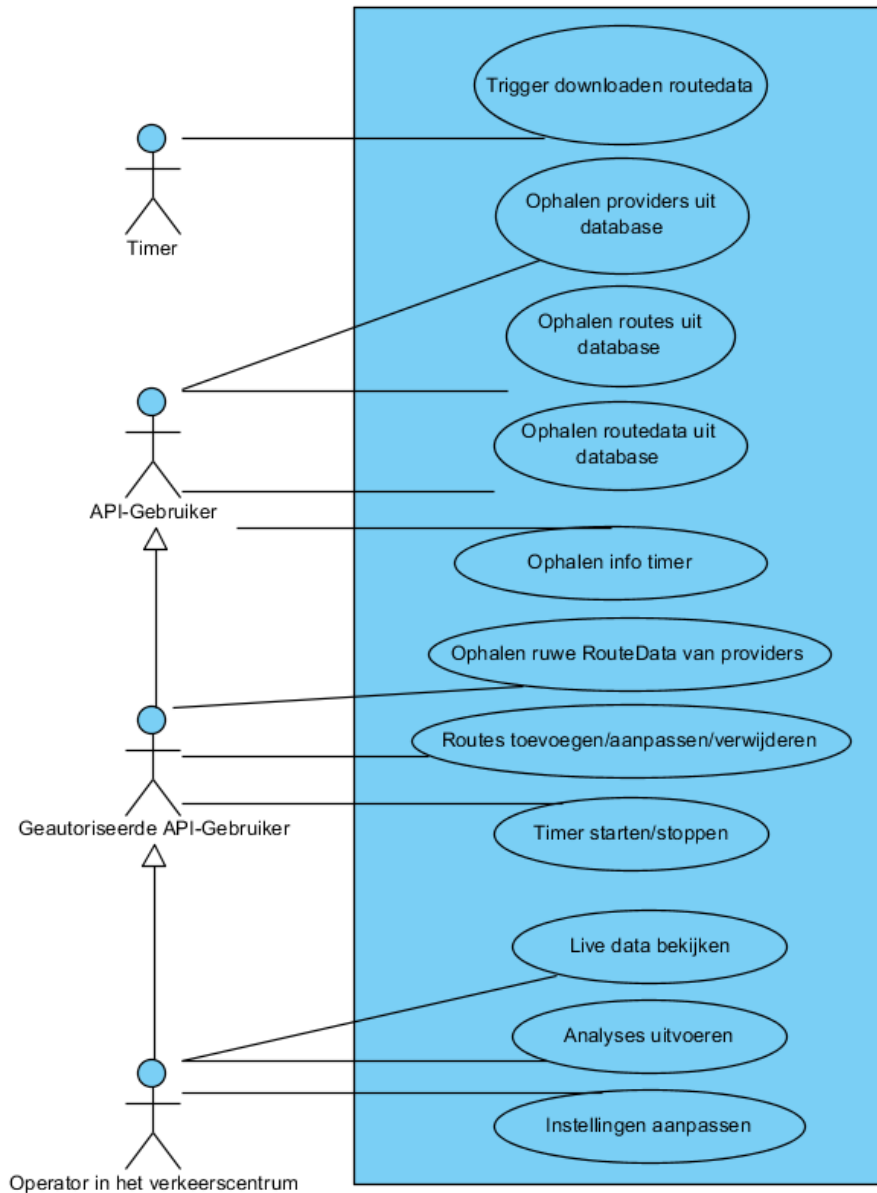 Trigger downloaden routedata
Timer
Ophalen providers uit
database
Ophalen routes uit
database
Ophalen routedata uit
database
API-Gebruiker
Ophalen info timer
Ophalen ruwe RouteData van providers
Routes toevoegen/aanpassen/verwijderen
Geautoriseerde API-Gebruiker
Timer starten/stoppen
Live data bekijken
Analyses uitvoeren
Instellingen aanpassen
Operator in het verkeerscentrum